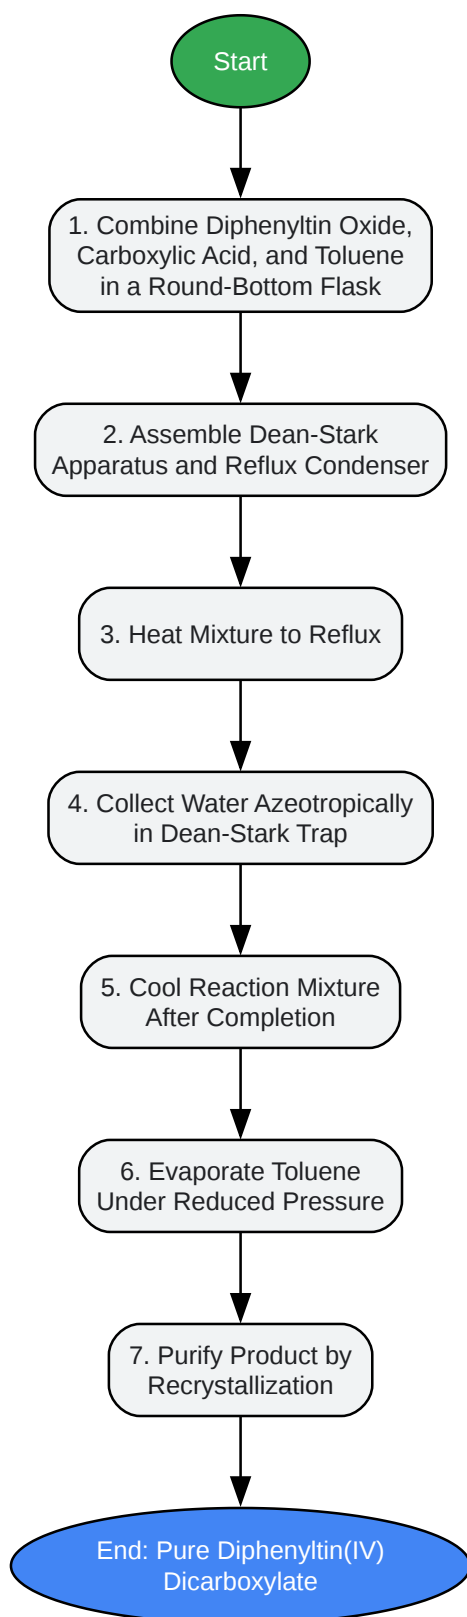 Start
1. Combine Diphenyltin Oxide,
Carboxylic Acid, and Toluene
in a Round-Bottom Flask
2. Assemble Dean-Stark
Apparatus and Reflux Condenser
3. Heat Mixture to Reflux
4. Collect Water Azeotropically
in Dean-Stark Trap
5. Cool Reaction Mixture
After Completion
6. Evaporate Toluene
Under Reduced Pressure
7. Purify Product by
Recrystallization
End: Pure Diphenyltin(IV)
Dicarboxylate